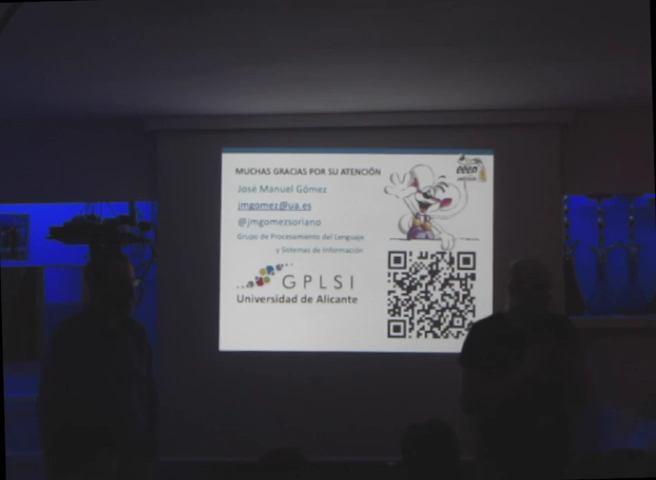 MUCHAS GRACIAS POR SU ATENCIÓN
José Manuel Gómez
jmgomez@ua.es
@jmgomezsoriano
Grupo de Procesamiento del Lenguaje
y Sistemas de Información
GPLSI
Universidad de Alicante